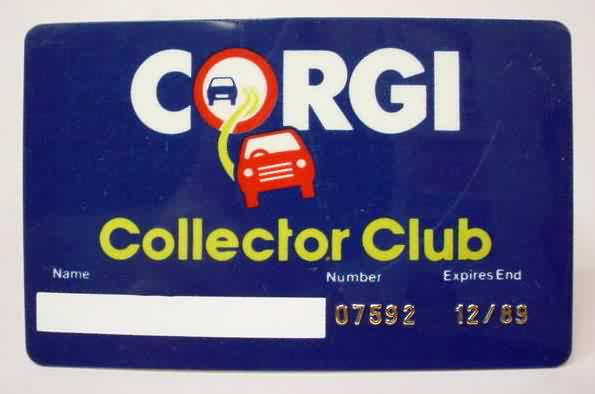 CORGI
Collector Club
Name Number Expires End
07592 12/89